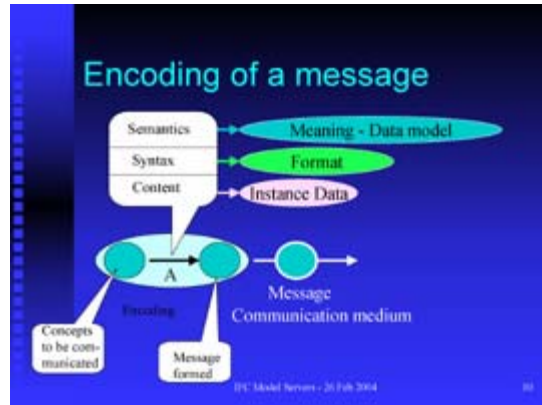 Encoding of a message
Semantics
Meaning - Data model
Syntax
Format
Content
Instance Data
A
Encoding
Message
Communication medium
Concepts
to be com-
municated
Message
formed
IFC Model Servers - 26 Feb 2004